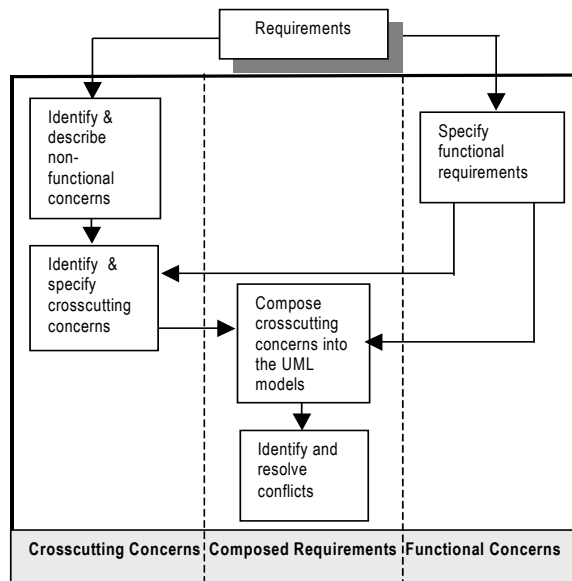 Requirements
Identify &
describe
non-
functional
concerns
Specify
functional
requirements
Identify &
specify
crosscutting
concerns
Compose
crosscutting
concerns into
the UML
models
Identify and
resolve
conflicts
Crosscutting Concerns
Composed Requirements
Functional Concerns